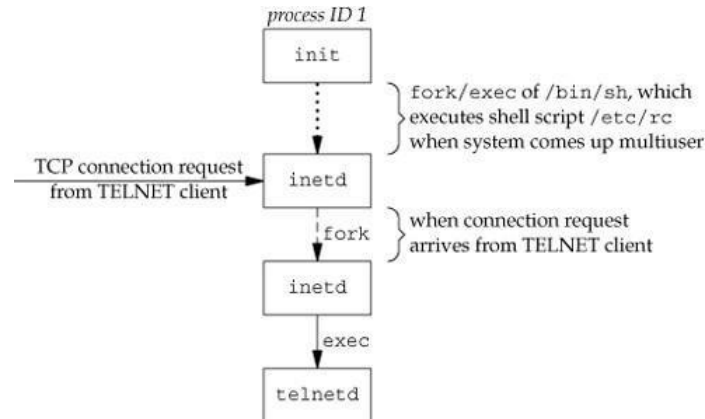 process ID 1
init
fork/exec of /bin/sh, which
executes shell script /etc/rc
when system comes up multiuser
TCP connection request
from TELNET client
inetd
fork
when connection request
arrives from TELNET client
inetd
exec
telnetd